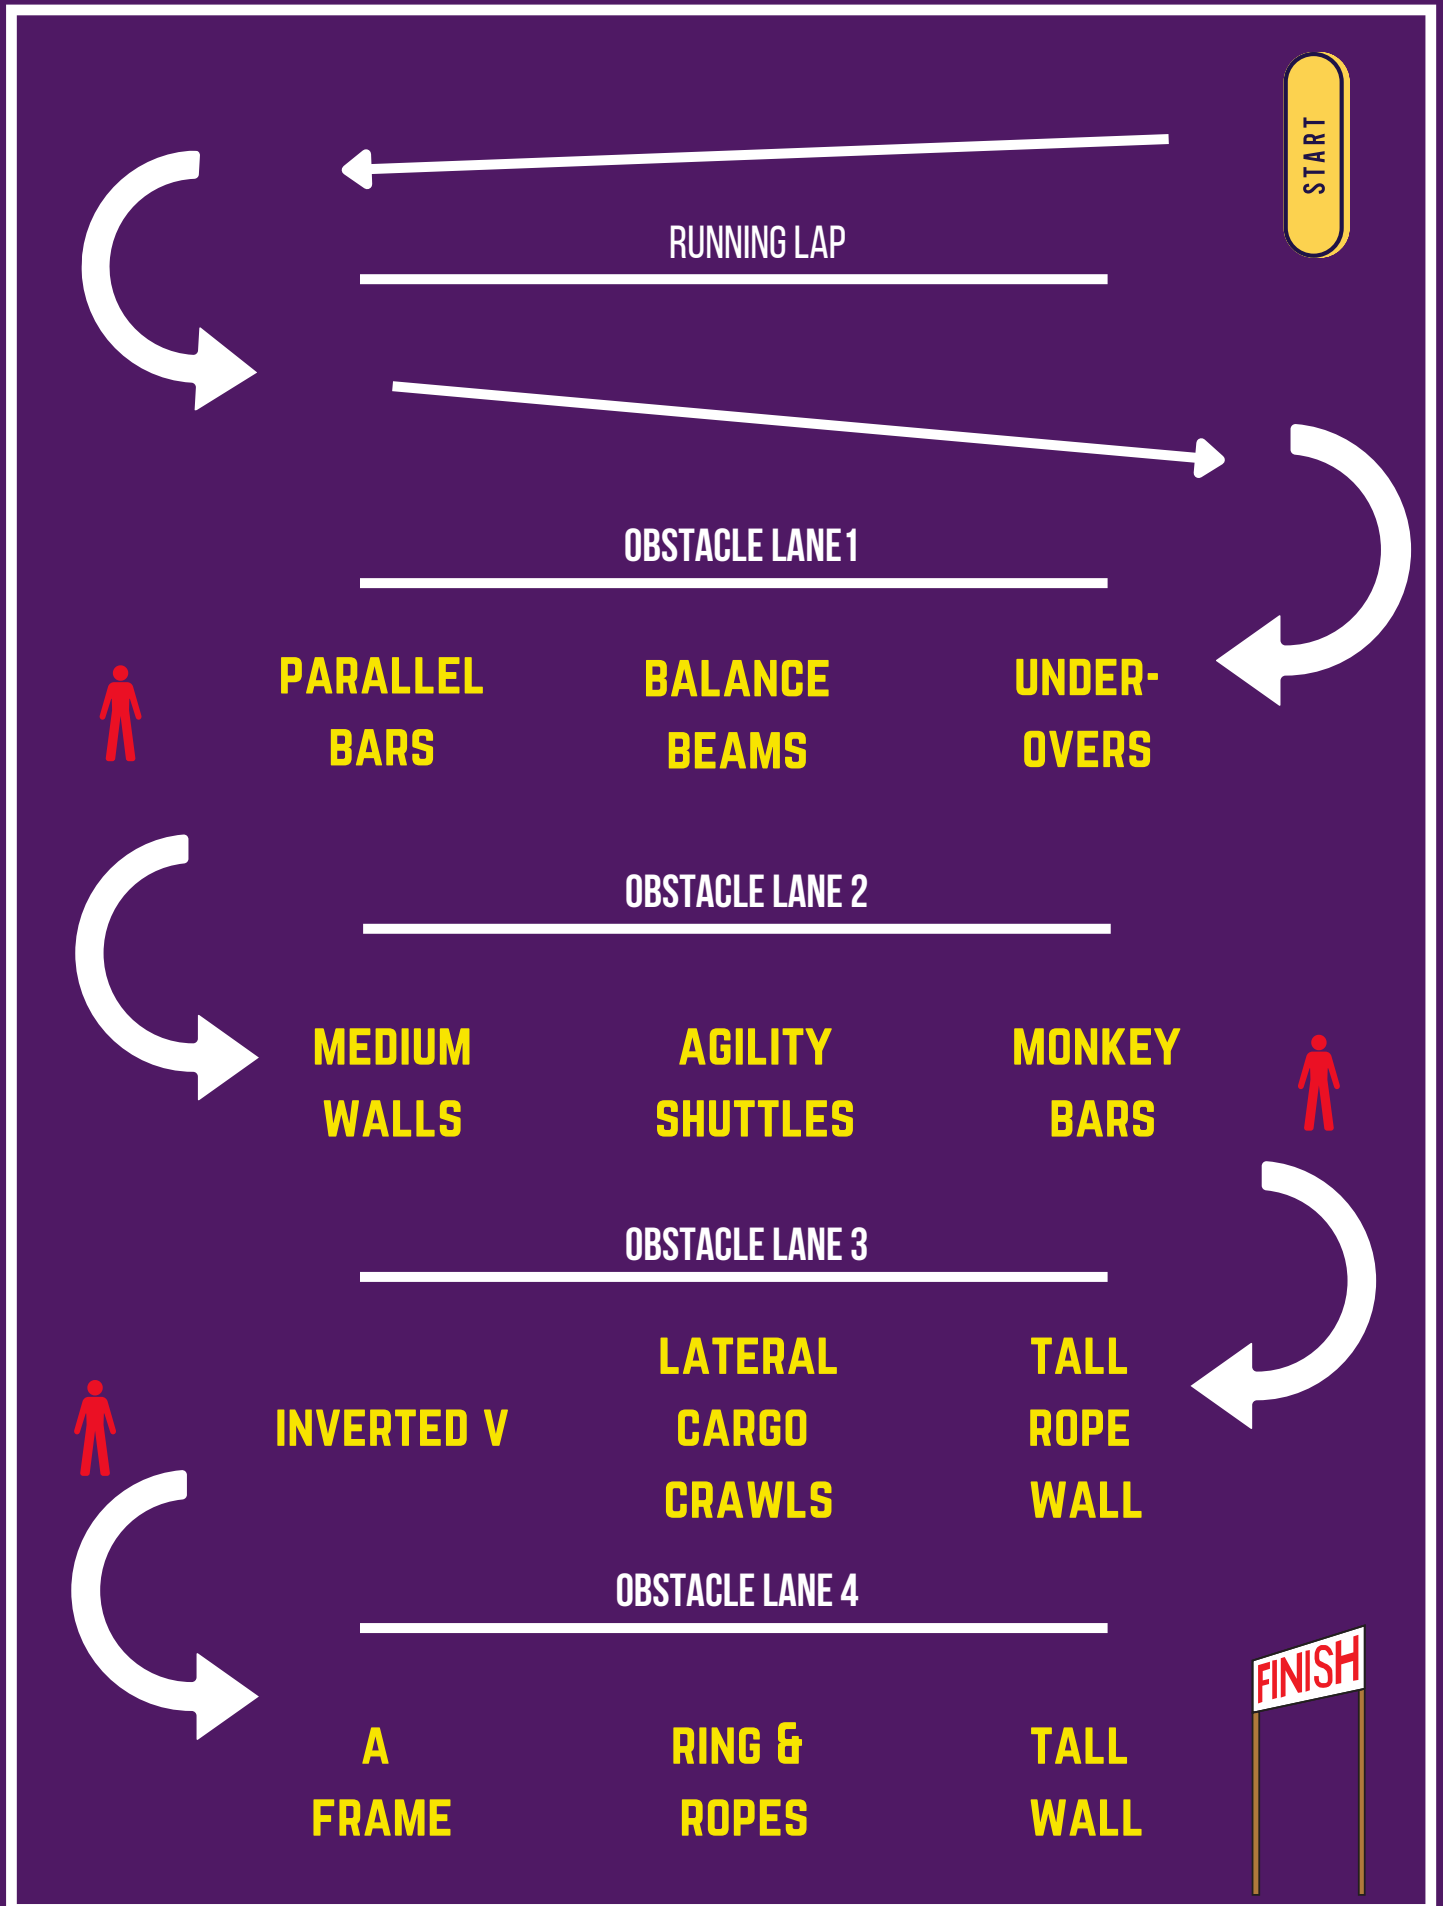 START
RUNNING LAP
OBSTACLE LANE1
PARALLEL
BARS
BALANCE
BEAMS
UNDER-
OVERS
OBSTACLE LANE 2
MEDIUM
WALLS
AGILITY
SHUTTLES
MONKEY
BARS
OBSTACLE LANE 3
INVERTED V
LATERAL
CARGO
CRAWLS
TALL
ROPE
WALL
OBSTACLE LANE 4
FINISH
A
FRAME
RING &
ROPES
TALL
WALL